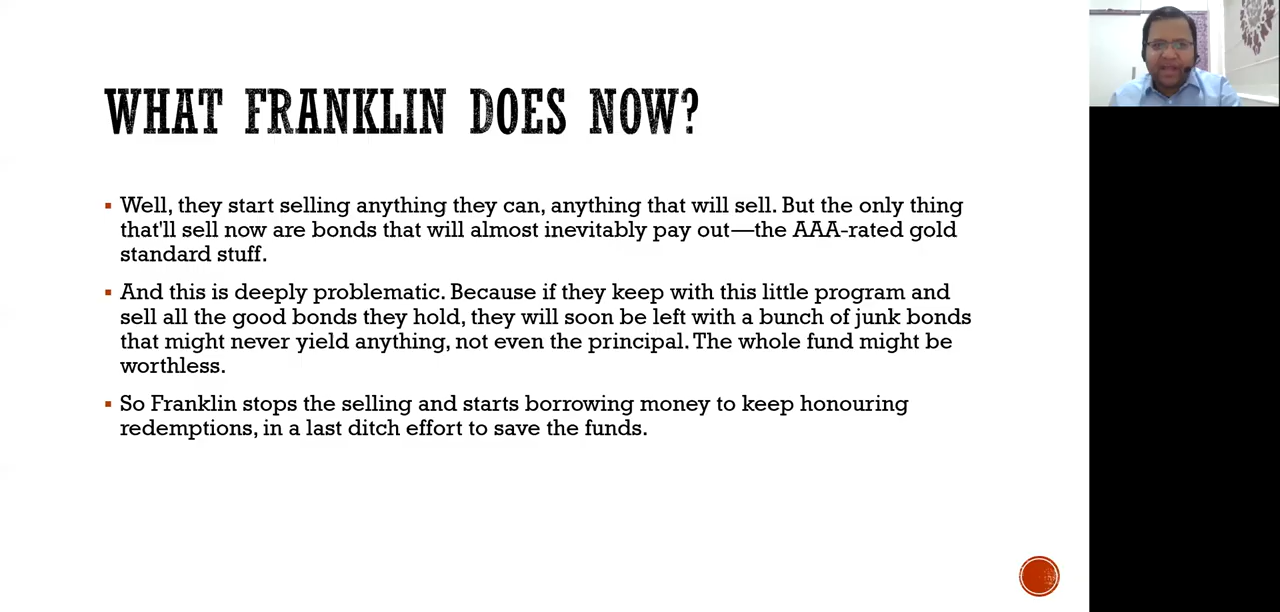 WHAT FRANKLIN DOES NOW?
Well, they start selling anything they can, anything that will sell. But the only thing
that'll sell now are bonds that will almost inevitably pay out—the AAA-rated gold
standard stuff.
And this is deeply problematic. Because if they keep with this little program and
sell all the good bonds they hold, they will soon be left with a bunch of junk bonds
that might never yield anything, not even the principal. The whole fund might be
worthless.
So Franklin stops the selling and starts borrowing money to keep honouring
redemptions, in a last ditch effort to save the funds.